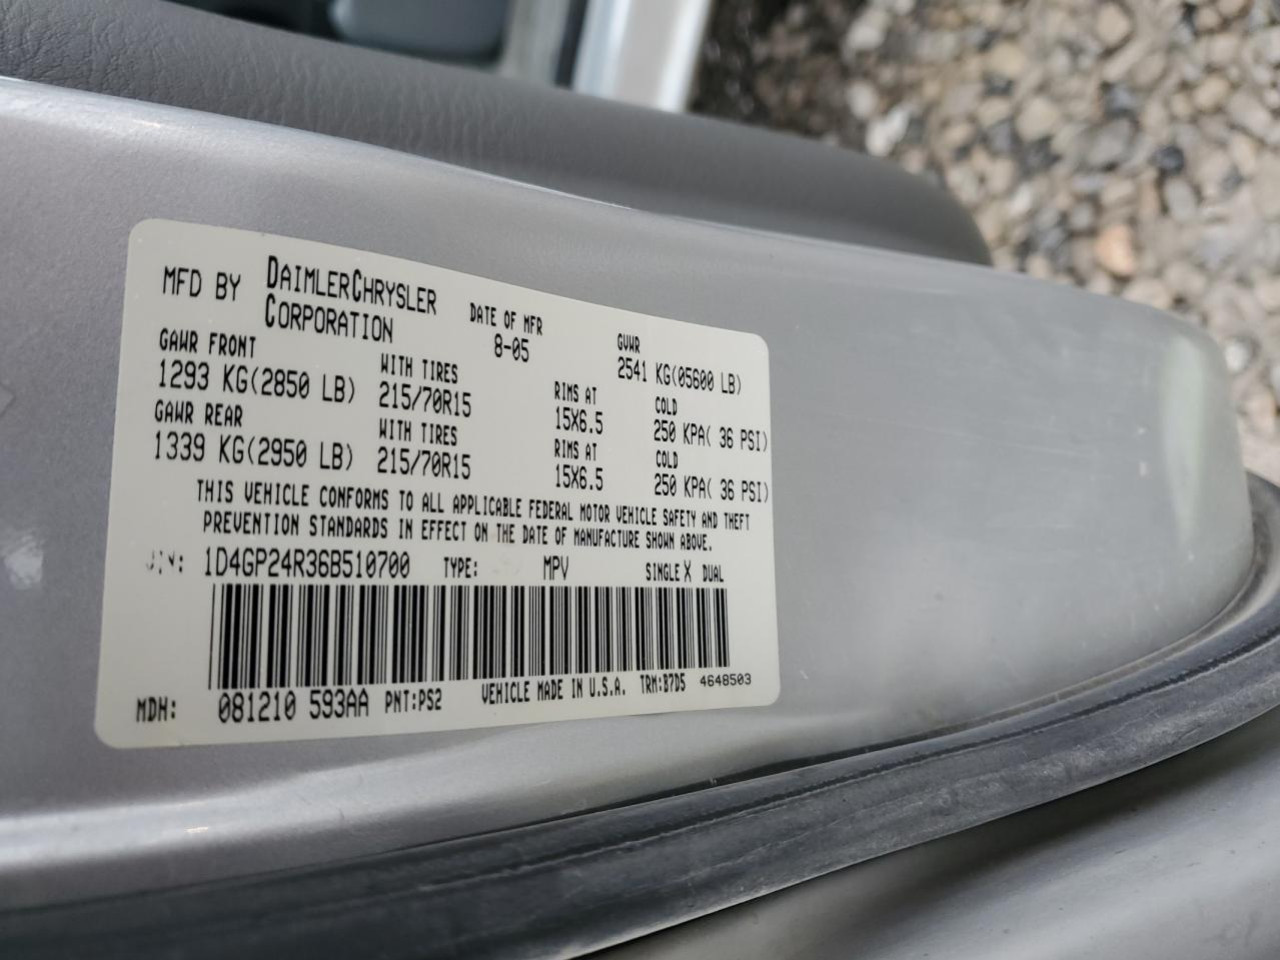 MFD BY DAIMLERCHRYSLER CORPORATION DATE OF MFR 8-05 GVWR 2541 KG(05600 LB)
GAWR FRONT WITH TIRES RIMS AT COLD
1293 KG(2850 LB) 215/70R15 15X6.5 250 KPA( 36 PSI)
GAWR REAR WITH TIRES RIMS AT COLD
1339 KG(2950 LB) 215/70R15 15X6.5 250 KPA( 36 PSI)
THIS VEHICLE CONFORMS TO ALL APPLICABLE FEDERAL MOTOR VEHICLE SAFETY AND THEFT
PREVENTION STANDARDS IN EFFECT ON THE DATE OF MANUFACTURE SHOWN ABOVE.
1D4GP24R36B510700 TYPE: MPV SINGLE X DUAL
MDH: 081210 593AA PNT:PS2 VEHICLE MADE IN U.S.A. TRM:B7D5 4648503